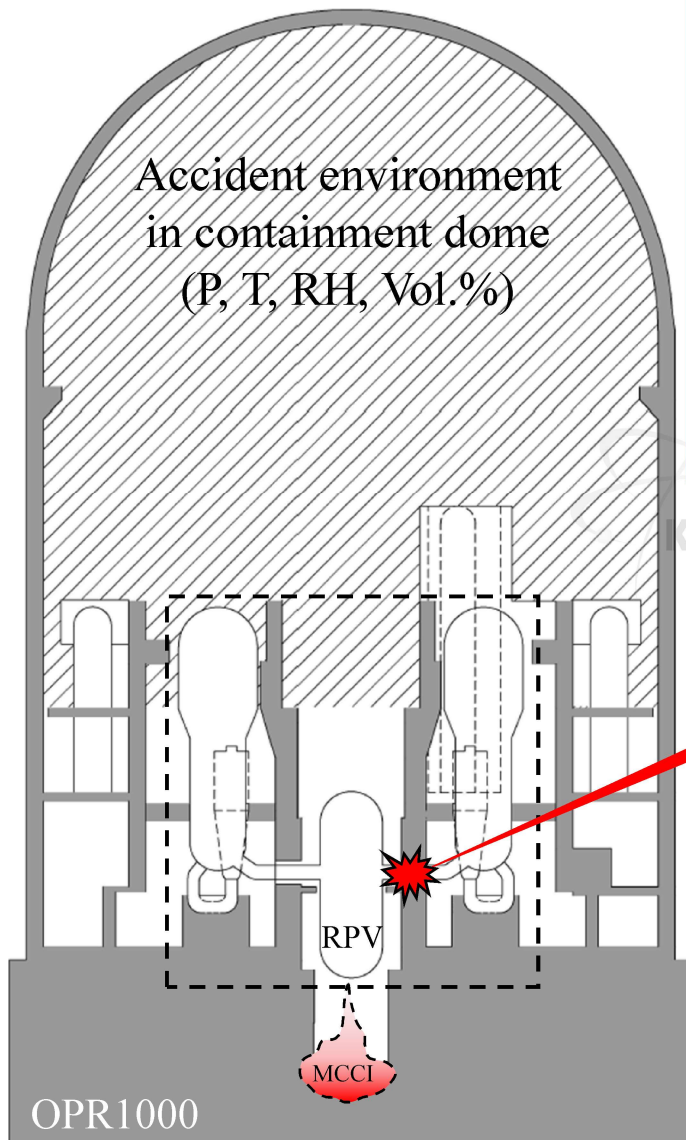 Accident environment
in containment dome
(P, T, RH, Vol.%)
RPV
MCCI
OPR1000